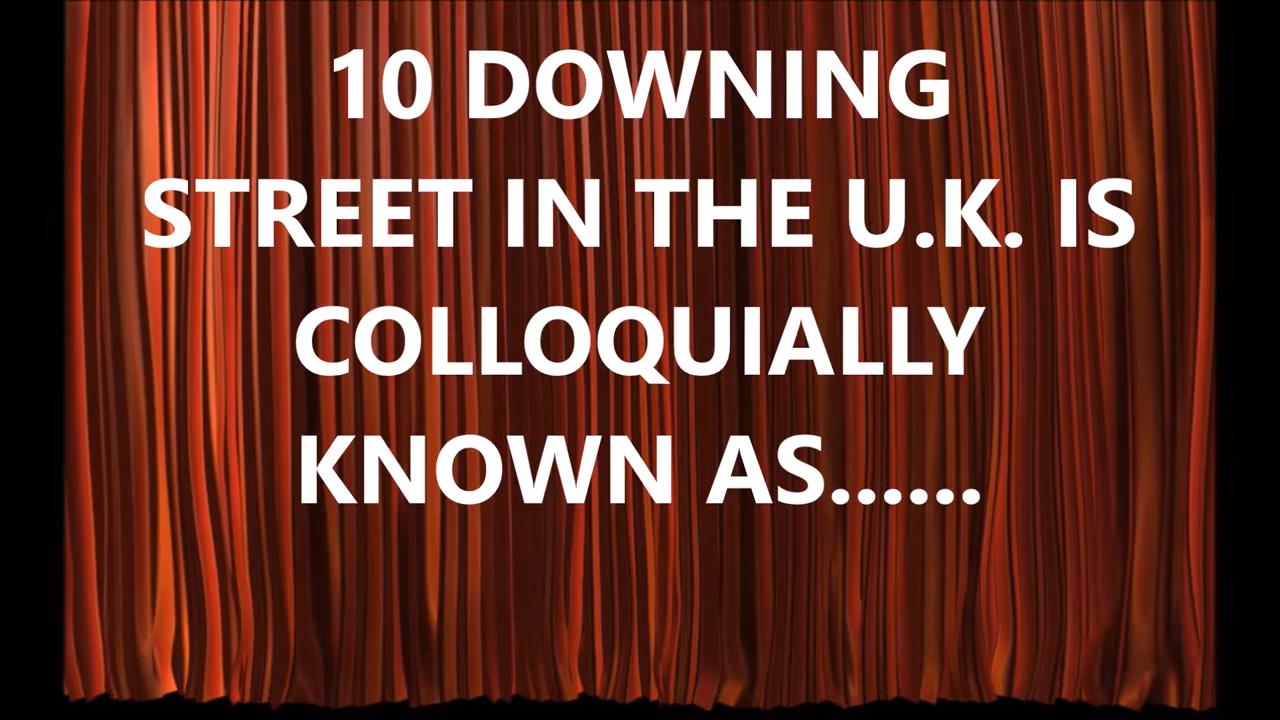 10 DOWNING
STREET IN THE U.K. IS
COLLOQUIALLY
KNOWN AS......